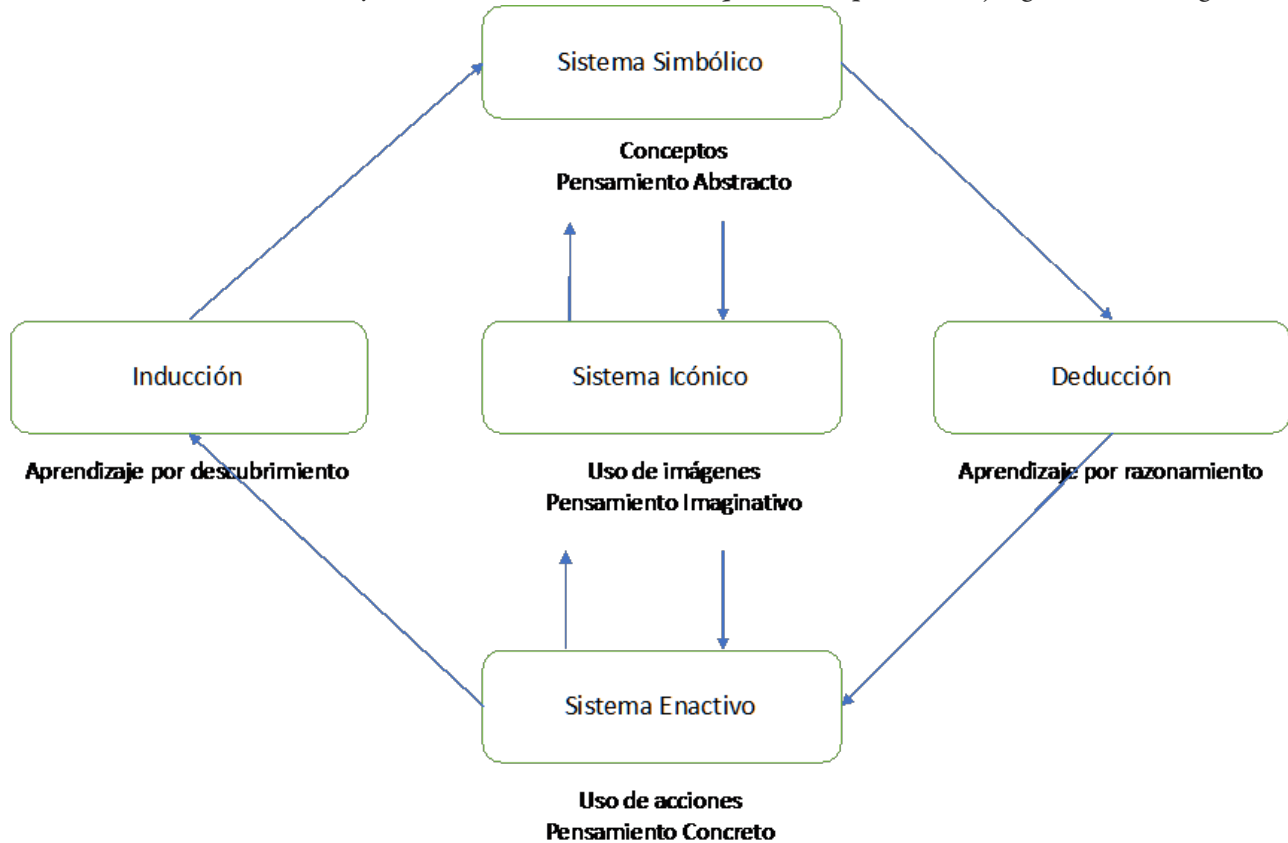 Sistema Simbólico
Conceptos
Pensamiento Abstracto
Inducción
Sistema Icónico
Deducción
Aprendizaje por descubrimiento
Uso de imágenes
Pensamiento Imaginativo
Aprendizaje por razonamiento
Sistema Enactivo
Uso de acciones
Pensamiento Concreto